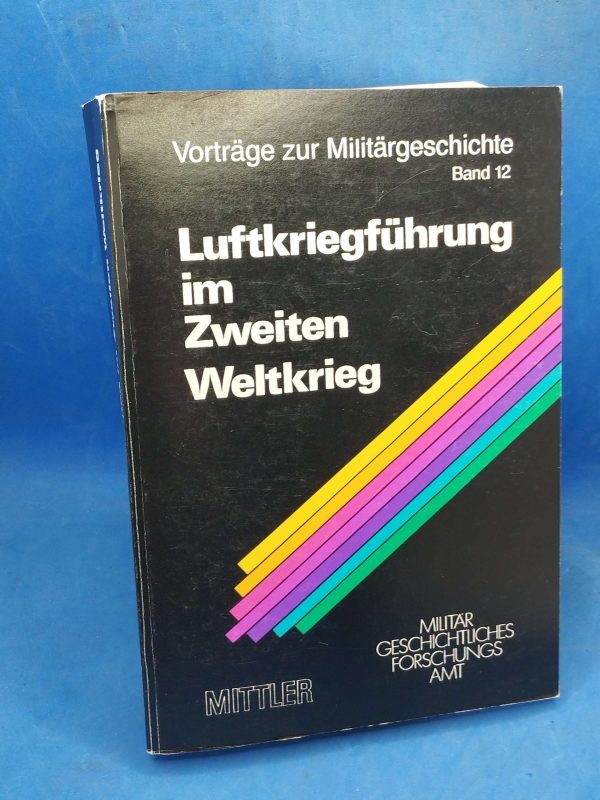 Vorträge zur Militärgeschichte
Band 12
Luftkriegführung
im
Zweiten
Weltkrieg
MILITÄR
GESCHICHTLICHES
FORSCHUNGS
AMT
MITTLER